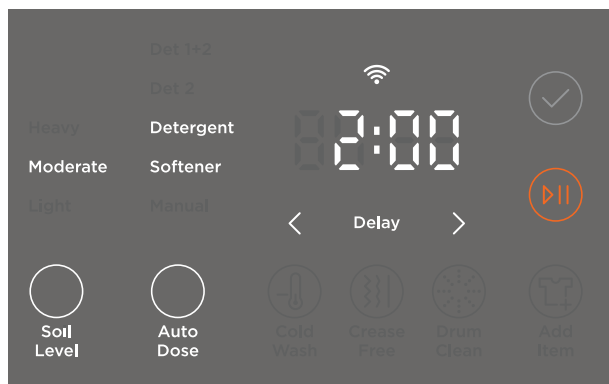 Det 1+2
Det 2
Heavy
Detergent
2:00
Moderate
Softener
Light
Manual
Delay
Soil
Level
Auto
Dose
Cold
Wash
Crease
Free
Drum
Clean
Add
Item